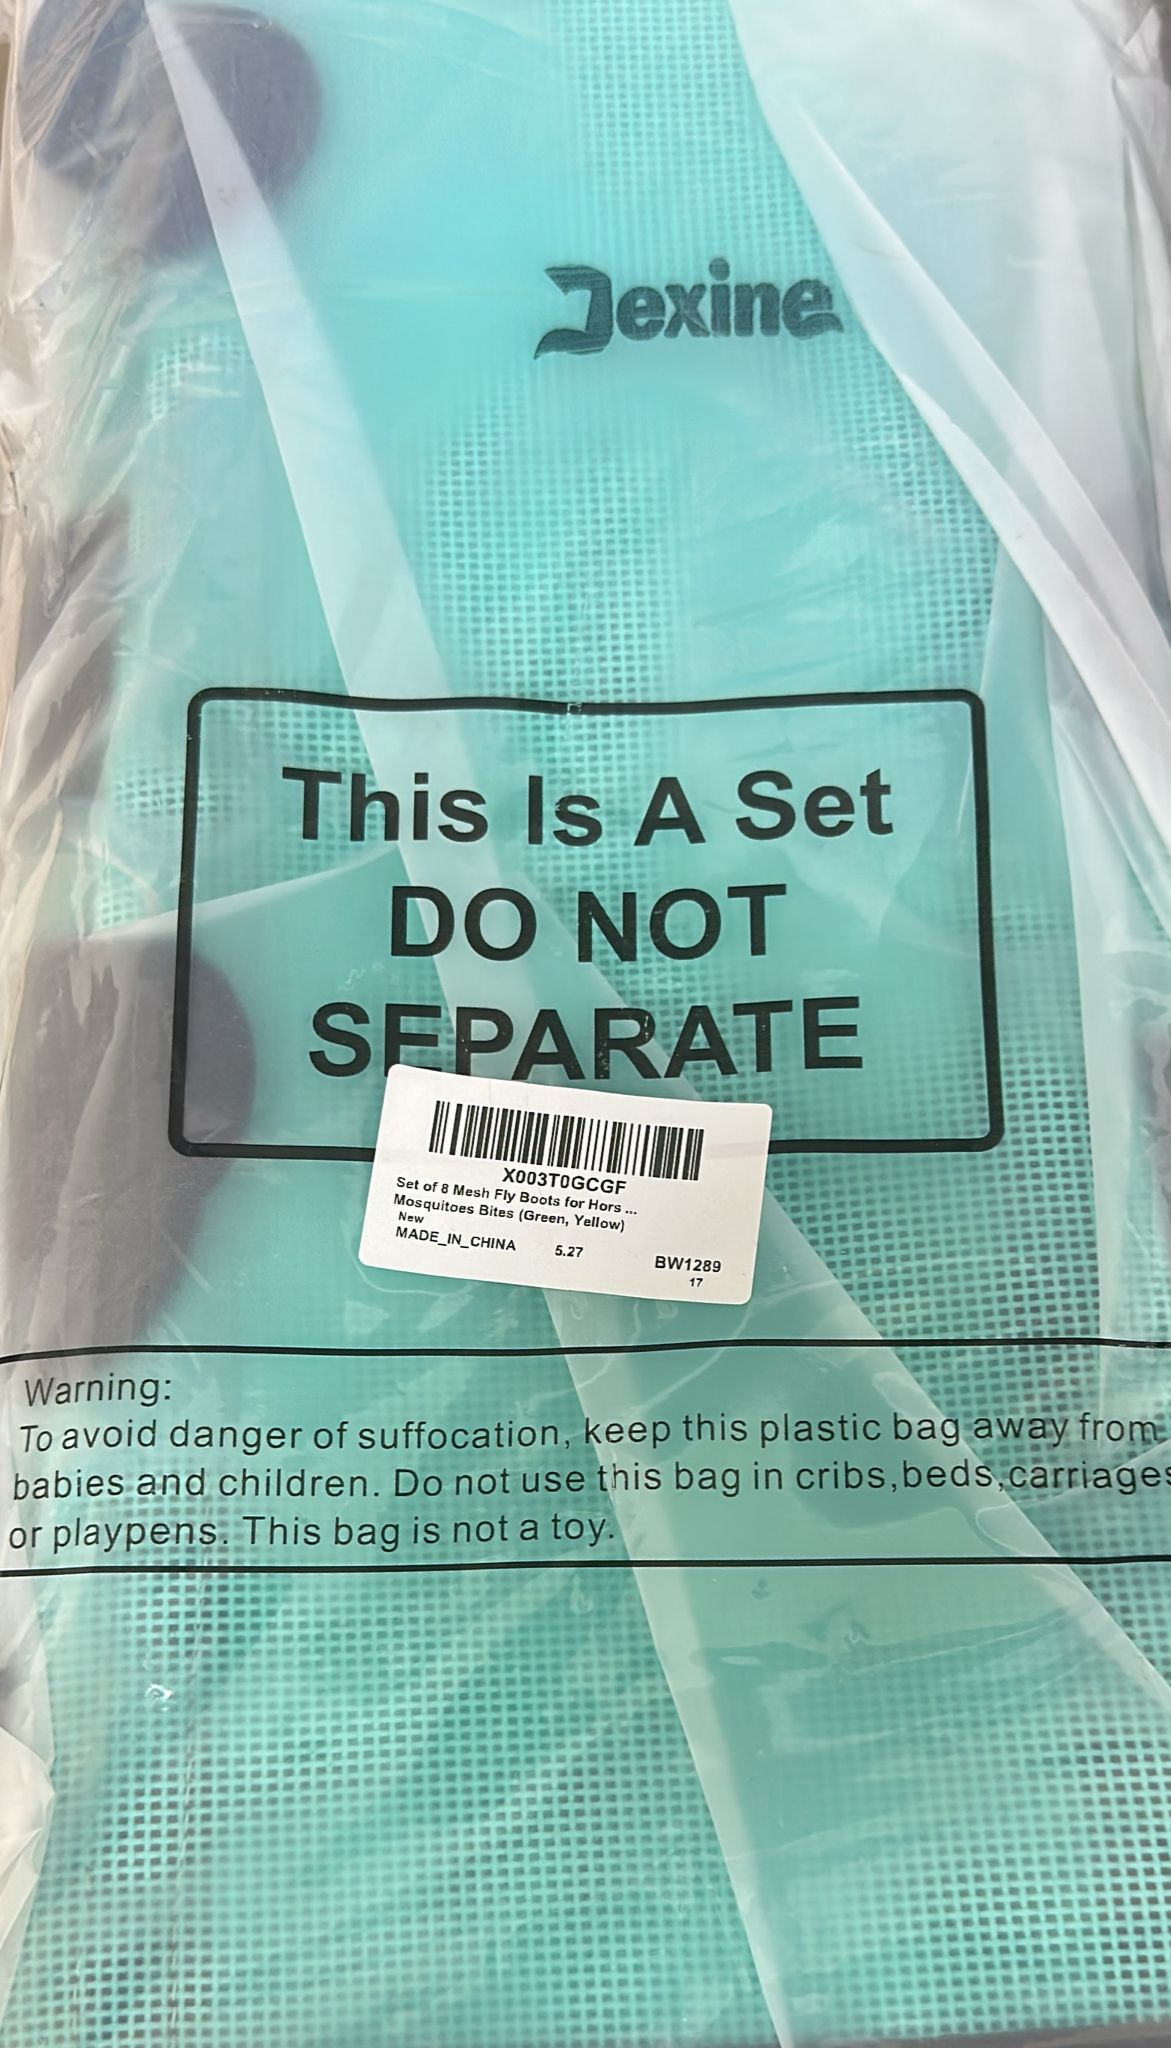 Jexine
This Is A Set
DO NOT
SEPARATE
X003T0GCGF
Set of 8 Mesh Fly Boots for Hors ...
Mosquitoes Bites (Green, Yellow)
New
MADE_IN_CHINA 5.27 BW1289
17
Warning:
To avoid danger of suffocation, keep this plastic bag away from
babies and children. Do not use this bag in cribs,beds,carriages
or playpens. This bag is not a toy.